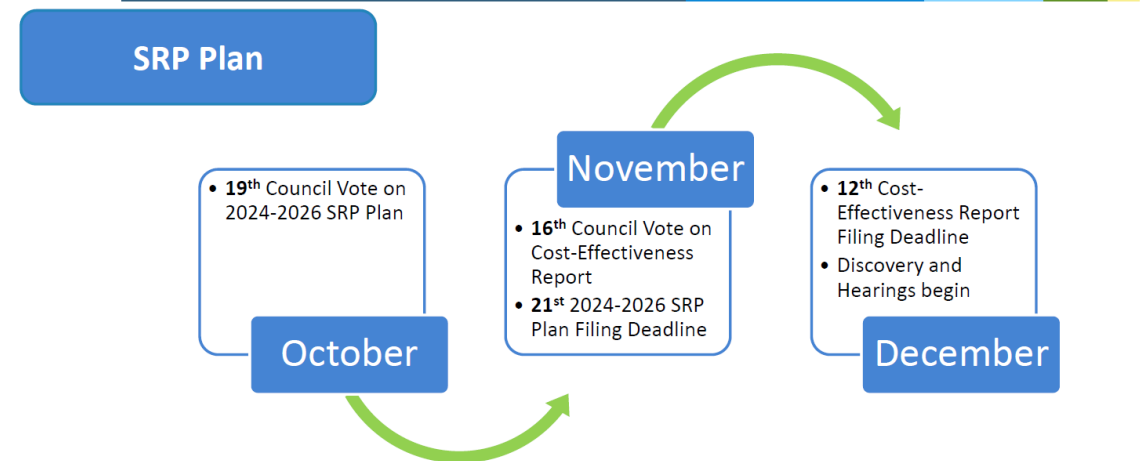 SRP Plan
• 19th Council Vote on
2024-2026 SRP Plan
October
November
• 16th Council Vote on
Cost-Effectiveness
Report
• 21st 2024-2026 SRP
Plan Filing Deadline
• 12th Cost-
Effectiveness Report
Filing Deadline
• Discovery and
Hearings begin
December